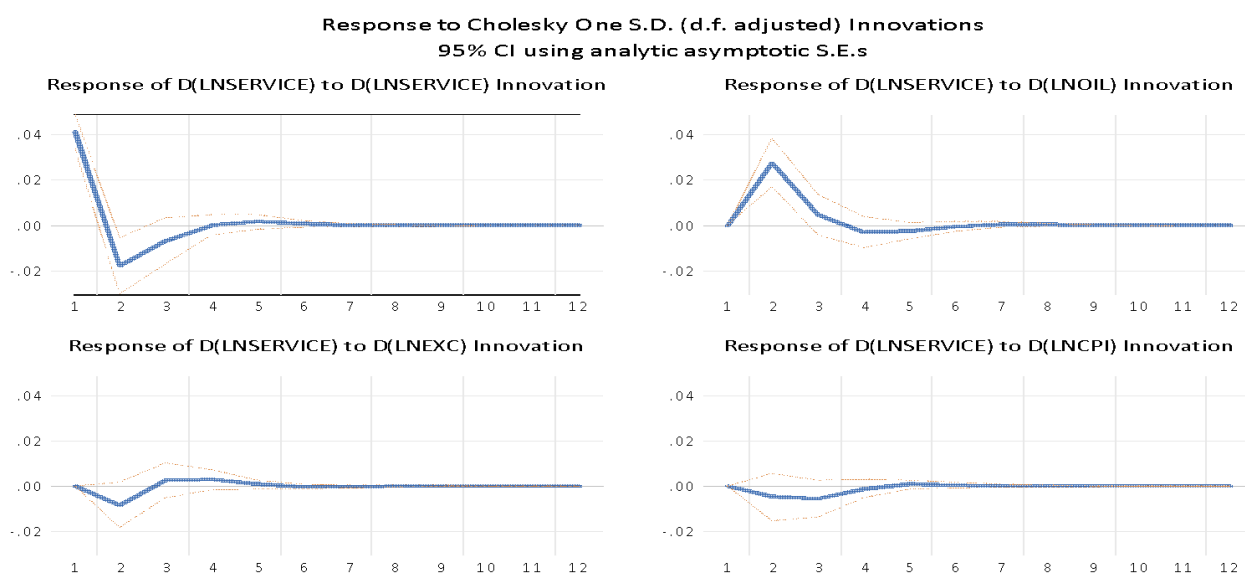 Response to Cholesky One S.D. (d.f. adjusted) Innovations
95% CI using analytic asymptotic S.E.s
Response of D(LNSERVICE) to D(LNSERVICE) Innovation
.04
.02
.00
-.02
1 2 3 4 5 6 7 8 9 10 11 12
Response of D(LNSERVICE) to D(LNOIL) Innovation
.04
.02
.00
-.02
1 2 3 4 5 6 7 8 9 10 11 12
Response of D(LNSERVICE) to D(LNEXC) Innovation
.04
.02
.00
-.02
1 2 3 4 5 6 7 8 9 10 11 12
Response of D(LNSERVICE) to D(LNCPI) Innovation
.04
.02
.00
-.02
1 2 3 4 5 6 7 8 9 10 11 12